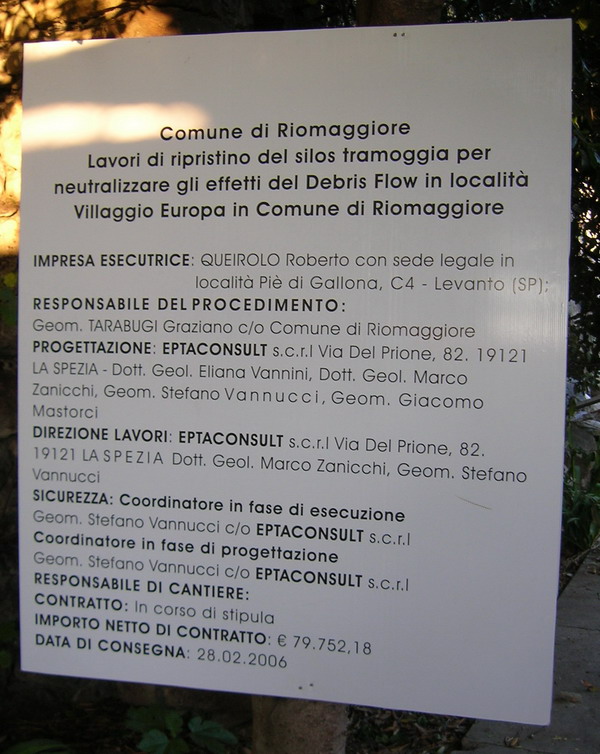 Comune di Riomaggiore
Lavori di ripristino del silos tramoggia per
neutralizzare gli effetti del Debris Flow in località
Villaggio Europa in Comune di Riomaggiore
IMPRESA ESECUTRICE: QUEIROLO Roberto con sede legale in
località Piè di Gallona, C4 - Levanto (SP);
RESPONSABILE DEL PROCEDIMENTO:
Geom. TARABUGI Graziano c/o Comune di Riomaggiore
PROGETTAZIONE: EPTACONSULT s.c.r.l Via Del Prione, 82. 19121
LA SPEZIA - Dott. Geol. Eliana Vannini, Dott. Geol. Marco
Zanicchi, Geom. Stefano Vannucci, Geom. Giacomo
Mastorci
DIREZIONE LAVORI: EPTACONSULT s.c.r.l Via Del Prione, 82.
19121 LA SPEZIA Dott. Geol. Marco Zanicchi, Geom. Stefano
Vannucci
SICUREZZA: Coordinatore in fase di esecuzione
Geom. Stefano Vannucci c/o EPTACONSULT s.c.r.l
Coordinatore in fase di progettazione
Geom. Stefano Vannucci c/o EPTACONSULT s.c.r.l
RESPONSABILE DI CANTIERE:
CONTRATTO: In corso di stipula
IMPORTO NETTO DI CONTRATTO: € 79.752,18
DATA DI CONSEGNA: 28.02.2006